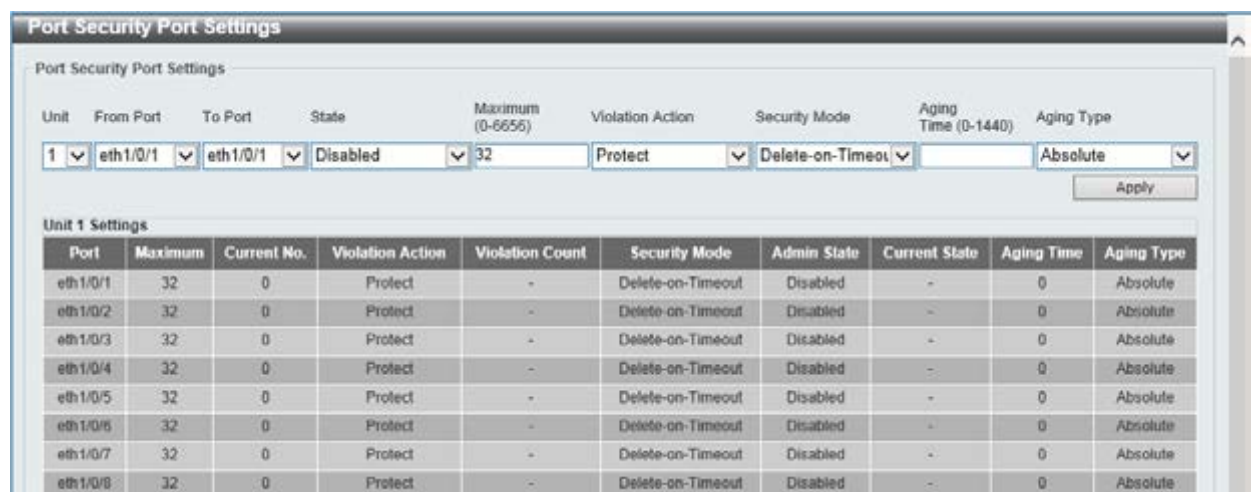 Port Security Port Settings
Port Security Port Settings
Unit From Port To Port State Maximum (0-6656) Violation Action Security Mode Aging Time (0-1440) Aging Type
1 eth1/0/1 eth1/0/1 Disabled 32 Protect Delete-on-Timeou Absolute
Apply
Unit 1 Settings
Port Maximum Current No. Violation Action Violation Count Security Mode Admin State Current State Aging Time Aging Type
eth1/0/1 32 0 Protect - Delete-on-Timeout Disabled - 0 Absolute
eth1/0/2 32 0 Protect - Delete-on-Timeout Disabled - 0 Absolute
eth1/0/3 32 0 Protect - Delete-on-Timeout Disabled - 0 Absolute
eth1/0/4 32 0 Protect - Delete-on-Timeout Disabled - 0 Absolute
eth1/0/5 32 0 Protect - Delete-on-Timeout Disabled - 0 Absolute
eth1/0/6 32 0 Protect - Delete-on-Timeout Disabled - 0 Absolute
eth1/0/7 32 0 Protect - Delete-on-Timeout Disabled - 0 Absolute
eth1/0/8 32 0 Protect - Delete-on-Timeout Disabled - 0 Absolute